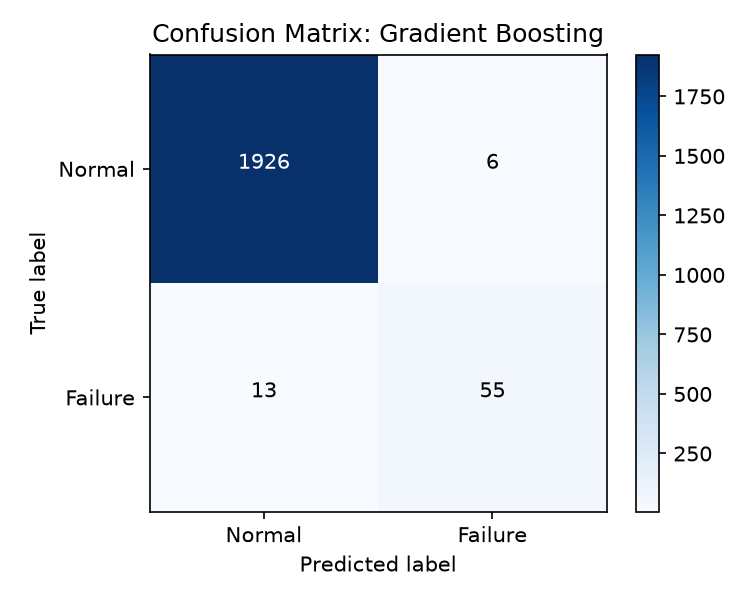 Confusion Matrix: Gradient Boosting
1750
1500
1250
1000
750
500
250
True label
Normal
1926
6
Failure
13
55
Normal
Failure
Predicted label